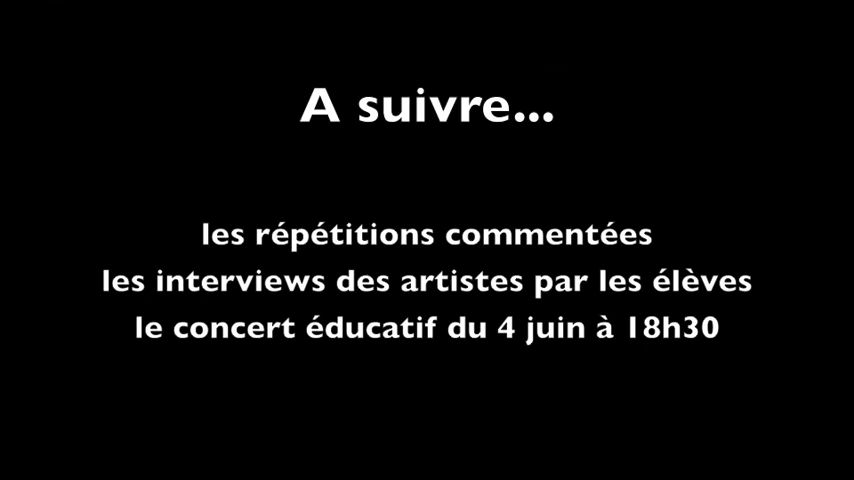 A suivre...
les répétitions commentées
les interviews des artistes par les élèves
le concert éducatif du 4 juin à 18h30